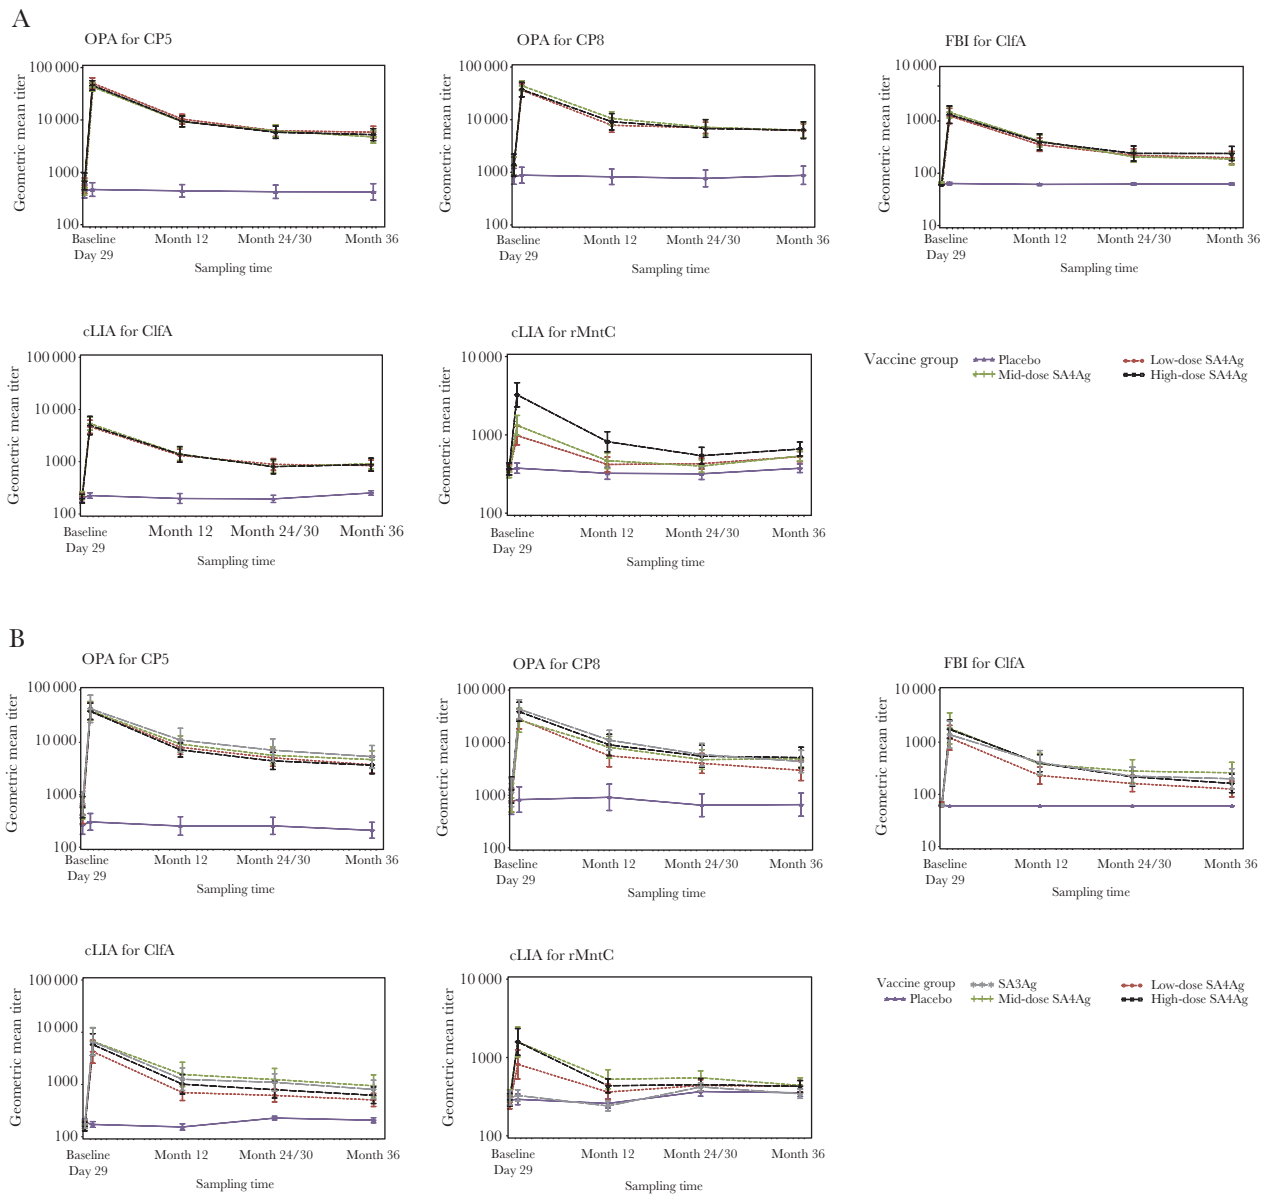 A
OPA for CP5
Geometric mean titer
100 000
10 000
1000
100
Baseline Month 12 Month 24/30 Month 36
Day 29
Sampling time
OPA for CP8
Geometric mean titer
100 000
10 000
1000
100
Baseline Month 12 Month 24/30 Month 36
Day 29
Sampling time
FBI for ClfA
Geometric mean titer
10 000
1000
100
10
Baseline Month 12 Month 24/30 Month 36
Day 29
Sampling time
cLIA for ClfA
Geometric mean titer
100 000
10 000
1000
100
Baseline Month 12 Month 24/30 Month 36
Day 29
Sampling time
cLIA for rMntC
Geometric mean titer
10 000
1000
100
Baseline Month 12 Month 24/30 Month 36
Day 29
Sampling time
Vaccine group Placebo Low-dose SA4Ag
Mid-dose SA4Ag High-dose SA4Ag
B
OPA for CP5
Geometric mean titer
100 000
10 000
1000
100
Baseline Month 12 Month 24/30 Month 36
Day 29
Sampling time
OPA for CP8
Geometric mean titer
100 000
10 000
1000
100
Baseline Month 12 Month 24/30 Month 36
Day 29
Sampling time
FBI for ClfA
Geometric mean titer
10 000
1000
100
10
Baseline Month 12 Month 24/30 Month 36
Day 29
Sampling time
cLIA for ClfA
Geometric mean titer
100 000
10 000
1000
100
Baseline Month 12 Month 24/30 Month 36
Day 29
Sampling time
cLIA for rMntC
Geometric mean titer
10 000
1000
100
Baseline Month 12 Month 24/30 Month 36
Day 29
Sampling time
Vaccine group SA3Ag Low-dose SA4Ag
Placebo Mid-dose SA4Ag High-dose SA4Ag